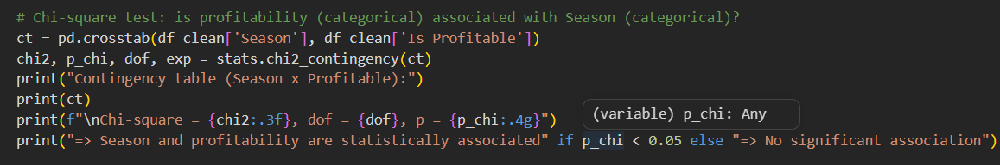 # Chi-square test: is profitability (categorical) associated with Season (categorical)?
ct = pd.crosstab(df_clean['Season'], df_clean['Is_Profitable'])
chi2, p_chi, dof, exp = stats.chi2_contingency(ct)
print("Contingency table (Season x Profitable):")
print(ct)
(variable) p_chi: Any
print(f"\nChi-square = {chi2:.3f}, dof = {dof}, p = {p_chi:.4g}")
print("=> Season and profitability are statistically associated" if p_chi < 0.05 else "=> No significant association")